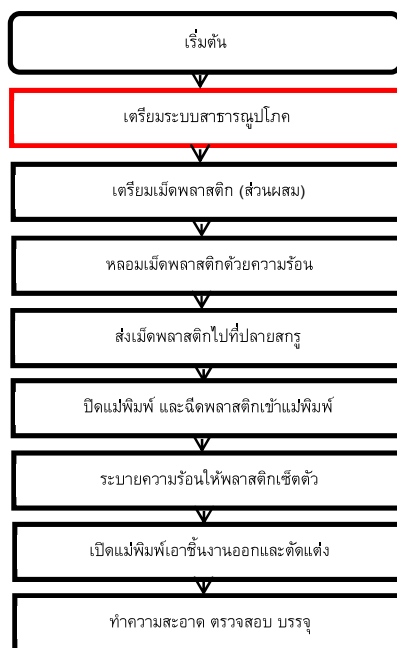 เริ่มต้น
เตรียมระบบสาธารณูปโภค
เตรียมเม็ดพลาสติก (ส่วนผสม)
หลอมเม็ดพลาสติกด้วยความร้อน
ส่งเม็ดพลาสติกไปที่ปลายสกรู
ปิดแม่พิมพ์ และฉีดพลาสติกเข้าแม่พิมพ์
ระบายความร้อนให้พลาสติกเซ็ตตัว
เปิดแม่พิมพ์เอาชิ้นงานออกและตัดแต่ง
ทำความสะอาด ตรวจสอบ บรรจุ